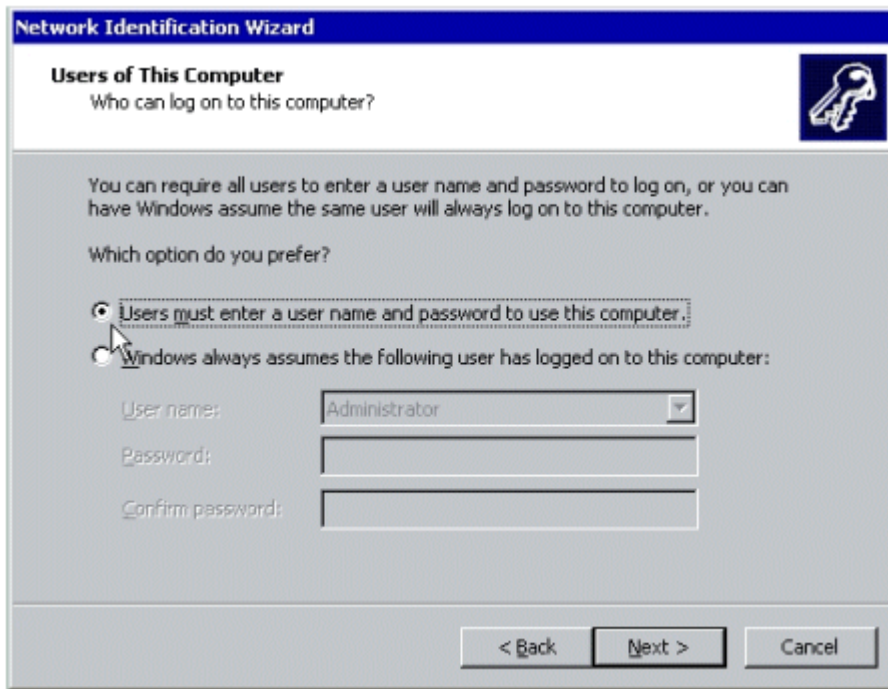 Network Identification Wizard
Users of This Computer
Who can log on to this computer?
You can require all users to enter a user name and password to log on, or you can
have Windows assume the same user will always log on to this computer.
Which option do you prefer?
Users must enter a user name and password to use this computer.
Windows always assumes the following user has logged on to this computer:
User name: Administrator
Password:
Confirm password:
< Back Next > Cancel